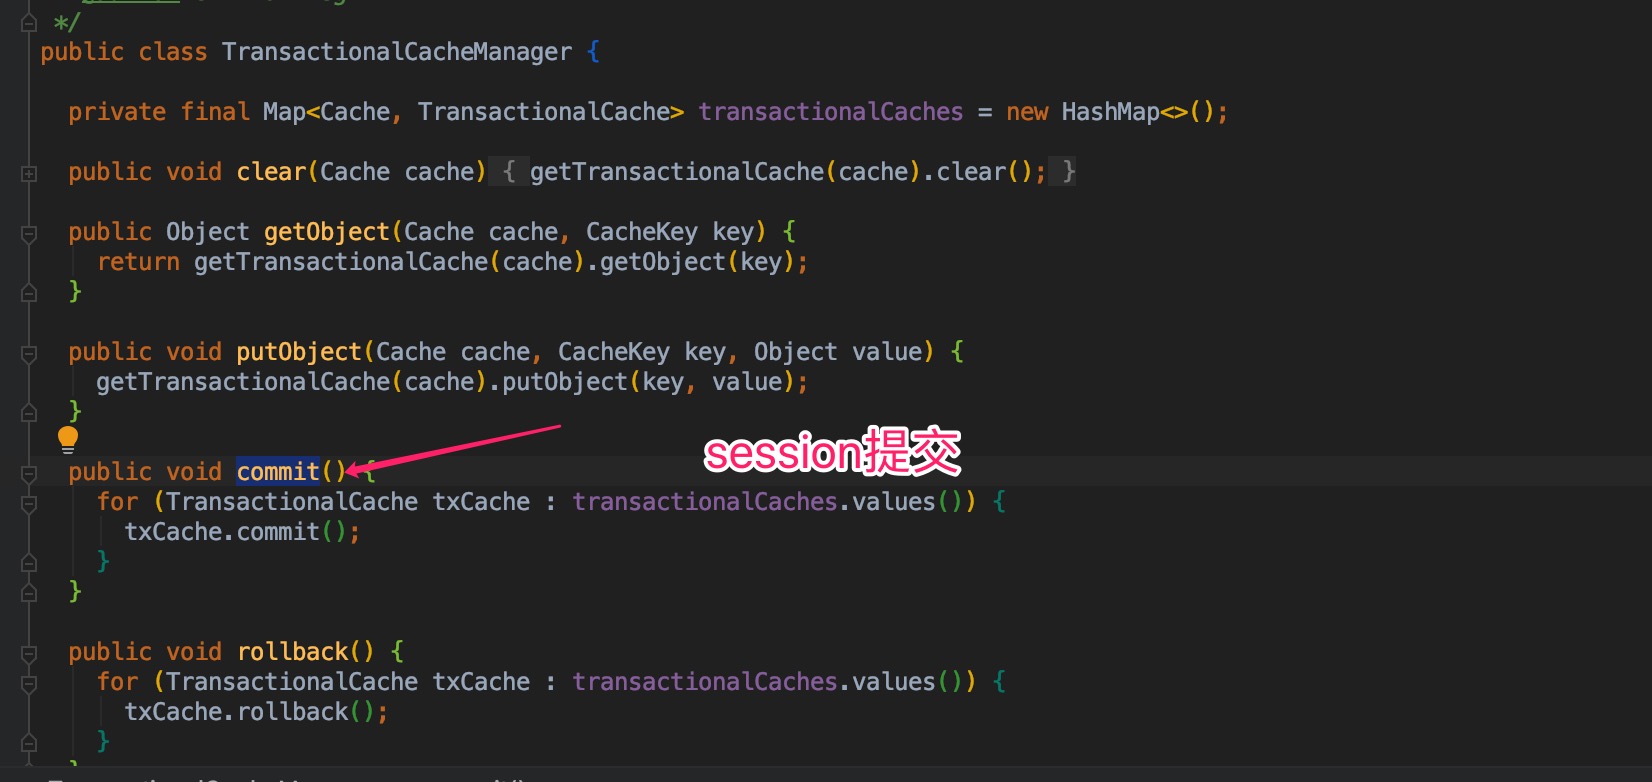 */
public class TransactionalCacheManager {
private final Map<Cache, TransactionalCache> transactionalCaches = new HashMap<>();
public void clear(Cache cache) { getTransactionalCache(cache).clear(); }
public Object getObject(Cache cache, CacheKey key) {
return getTransactionalCache(cache).getObject(key);
}
public void putObject(Cache cache, CacheKey key, Object value) {
getTransactionalCache(cache).putObject(key, value);
}
session提交
public void commit() {
for (TransactionalCache txCache : transactionalCaches.values()) {
txCache.commit();
}
}
public void rollback() {
for (TransactionalCache txCache : transactionalCaches.values()) {
txCache.rollback();
}